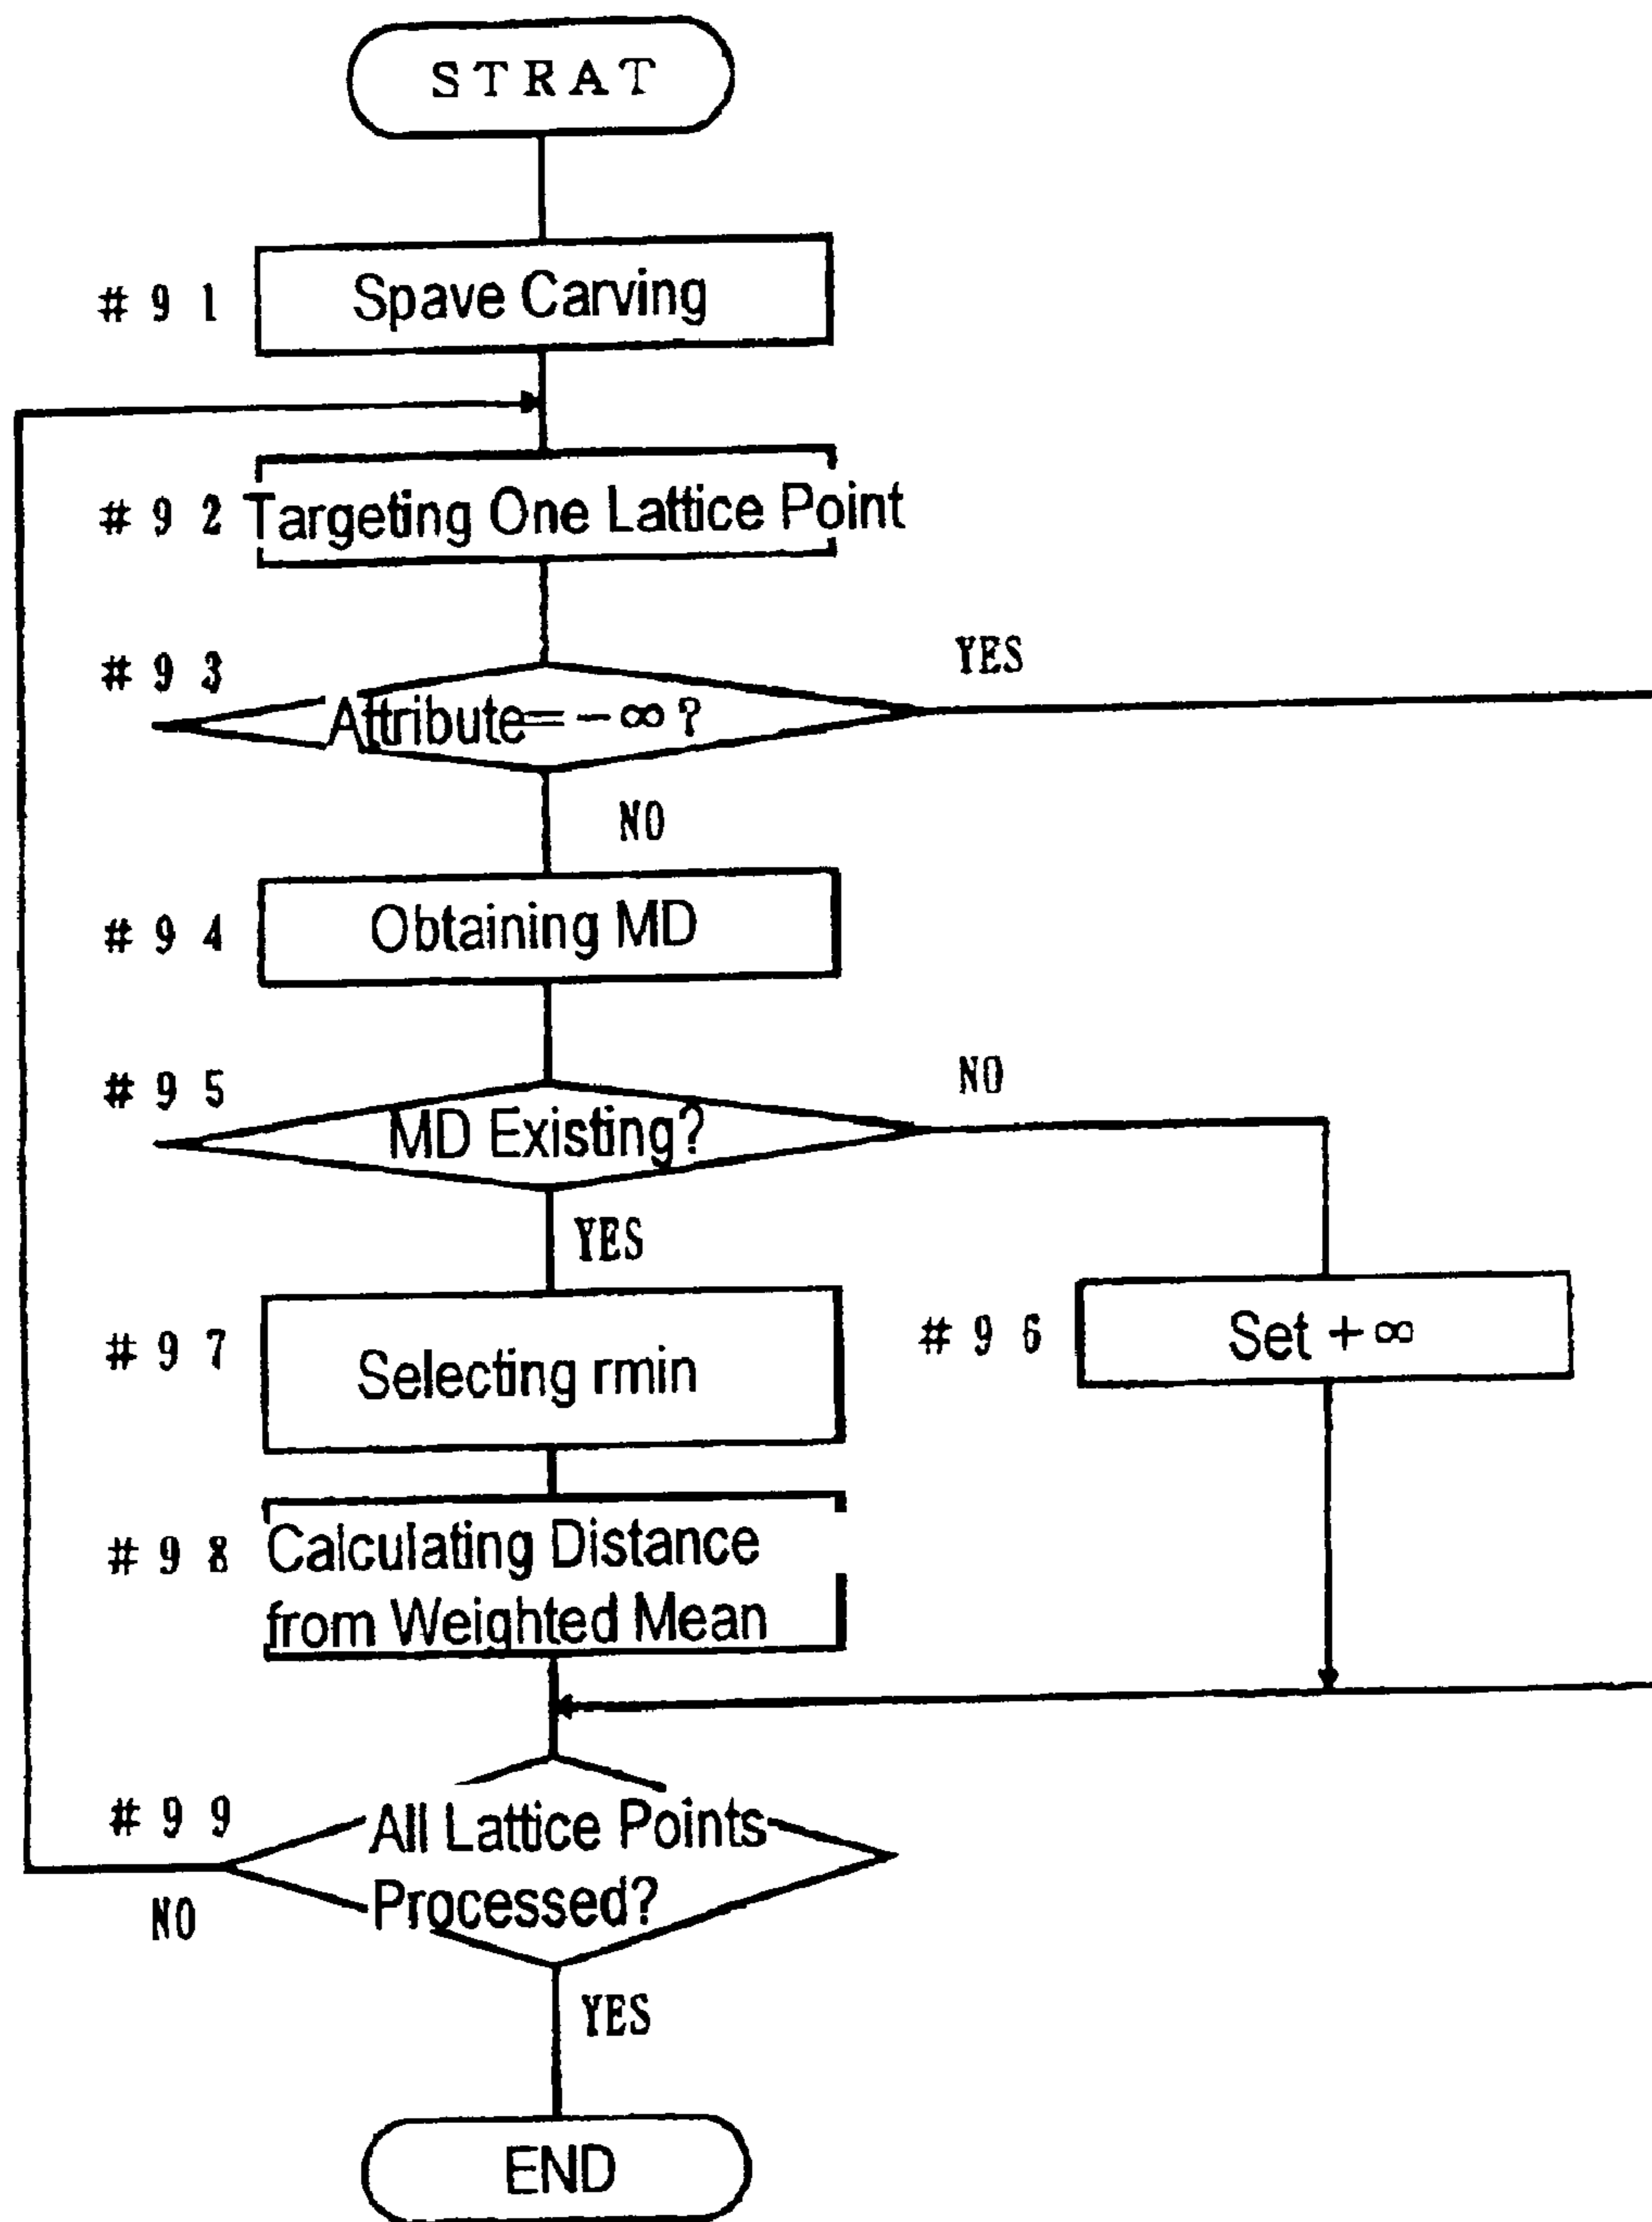 STRAT
#91 Spave Carving
#92 Targeting One Lattice Point
#93 Attribute=-∞?
YES
NO
#94 Obtaining MD
#95 MD Existing?
NO
YES
#97 Selecting rmin
#96 Set +∞
#98 Calculating Distance
from Weighted Mean
#99 All Lattice Points
Processed?
NO
YES
END